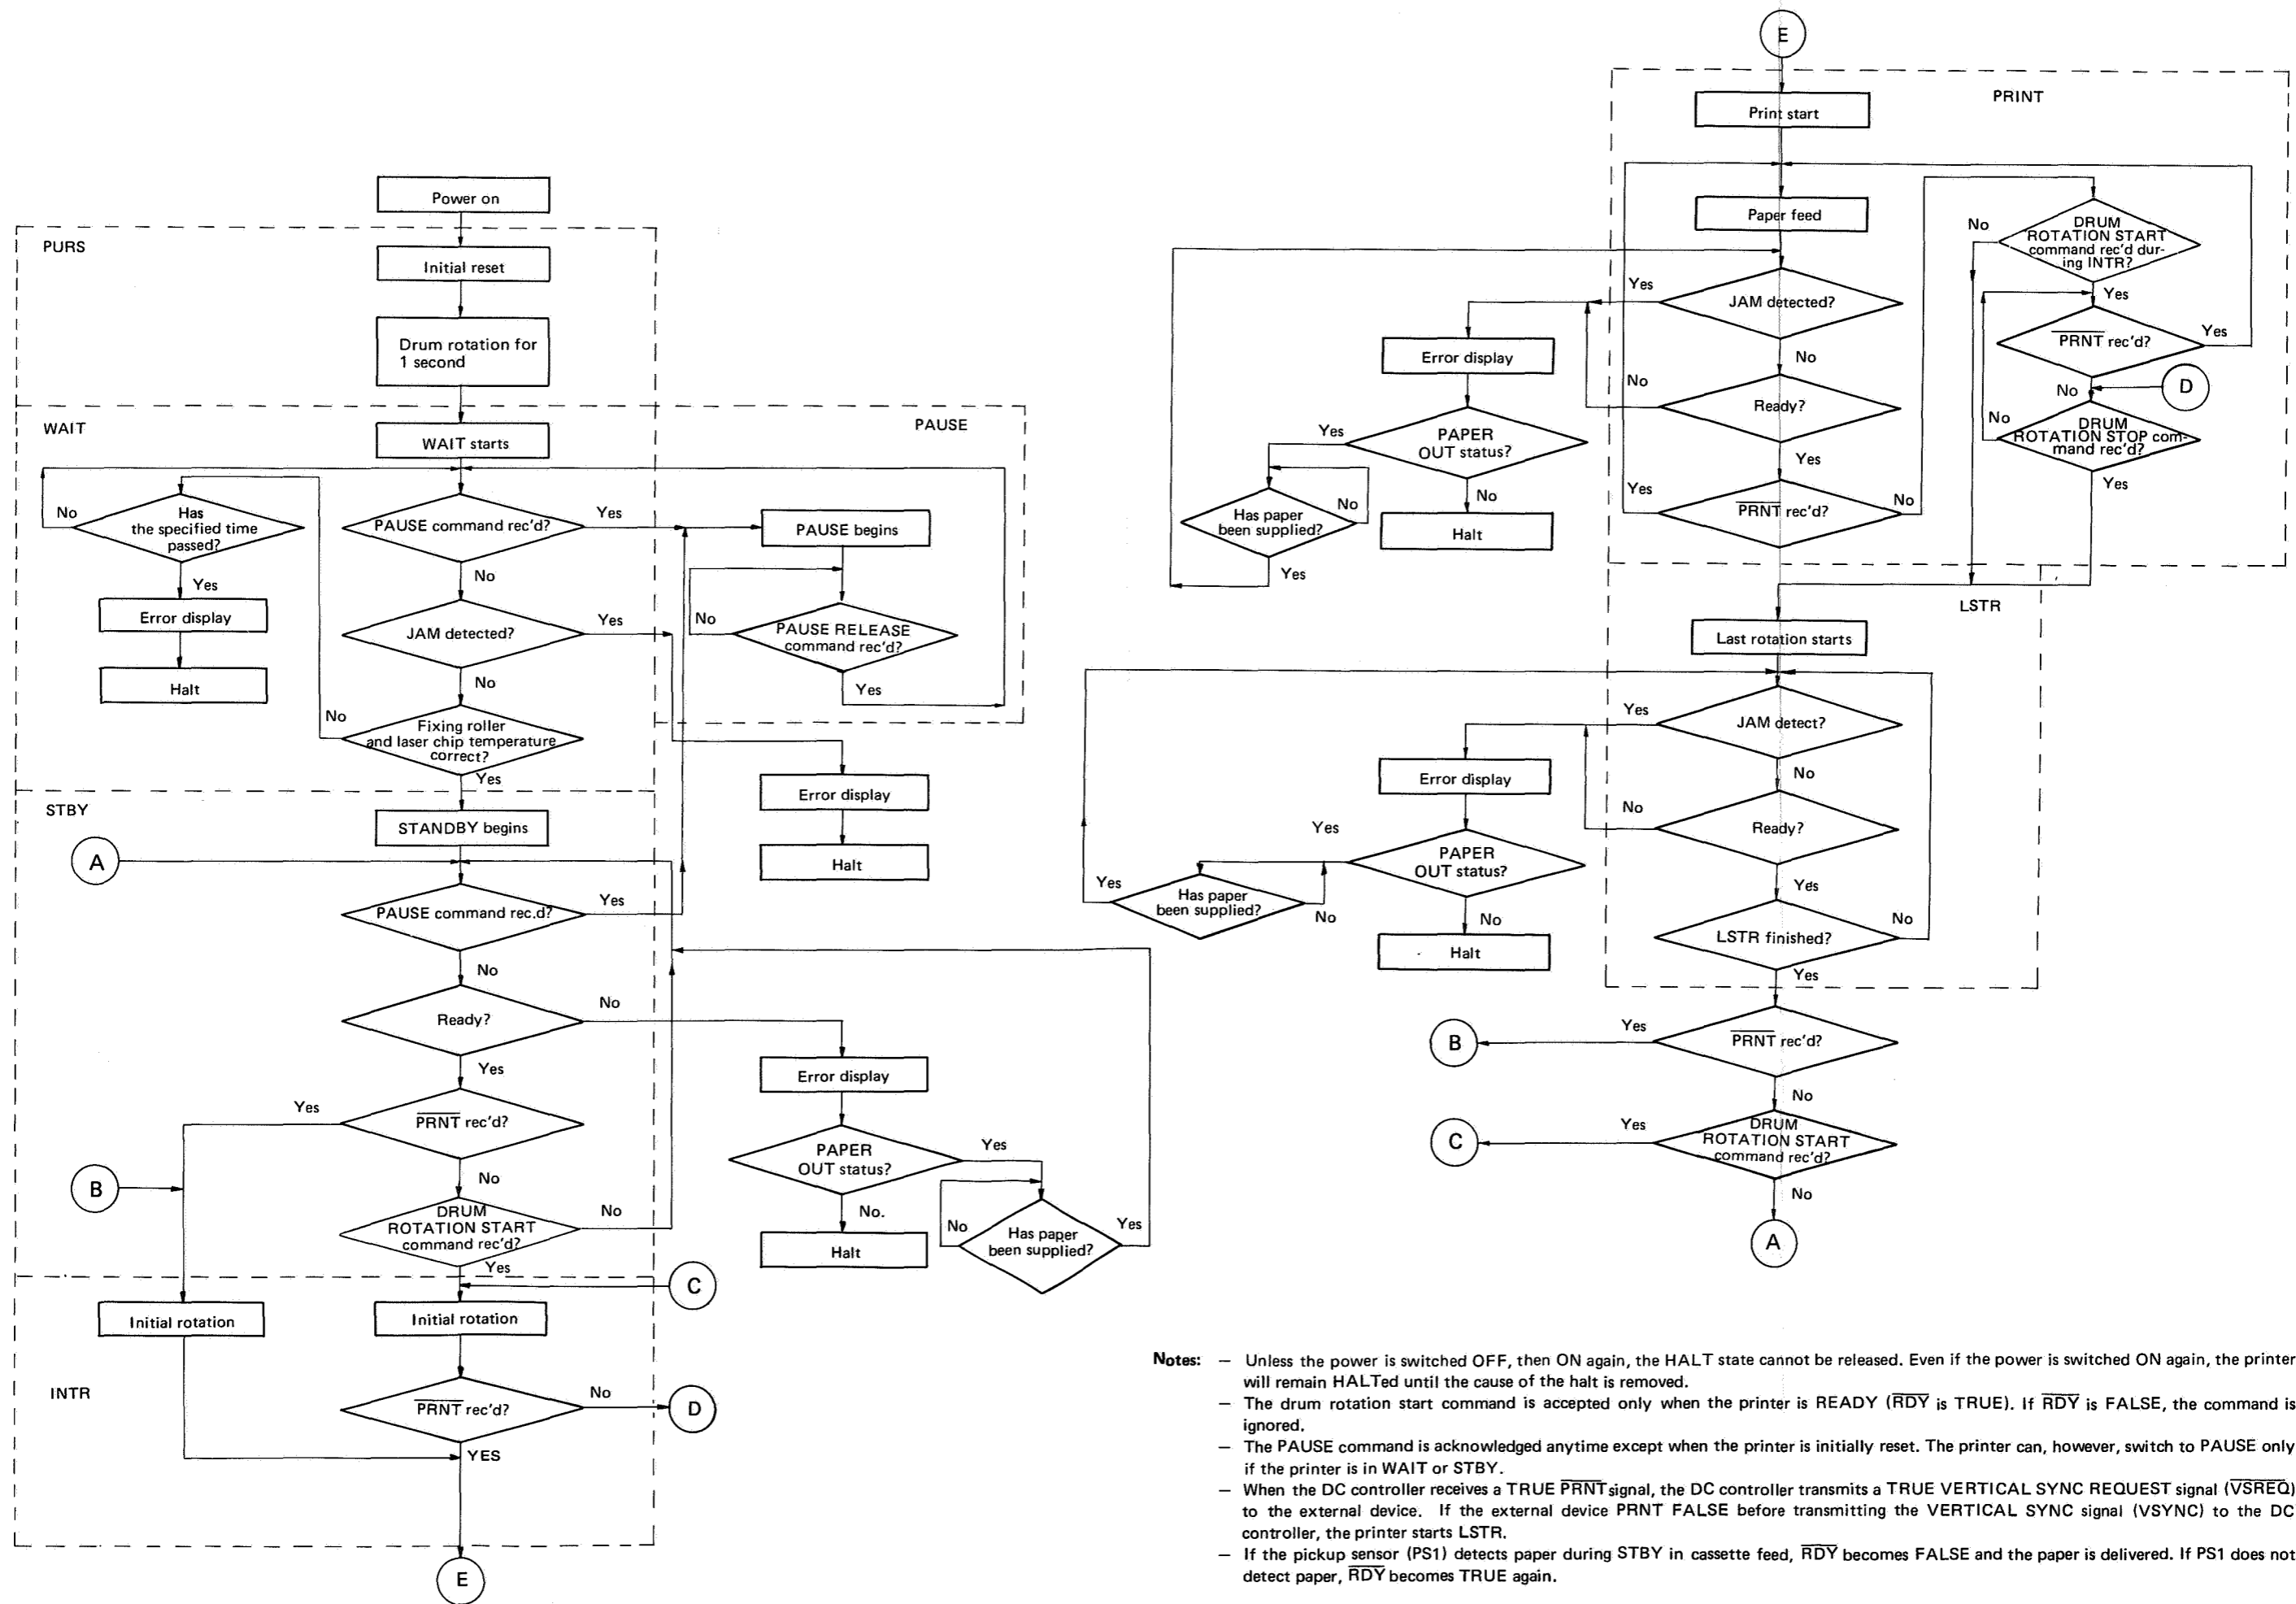 Power on
PURS
Initial reset
Drum rotation for
1 second
WAIT
PAUSE
WAIT starts
No
Has
the specified time
passed?
PAUSE command rec'd?
Yes
PAUSE begins
Yes
No
Error display
JAM detected?
Yes
No
PAUSE RELEASE
command rec'd?
Halt
No
Yes
No
Fixing roller
and laser chip temperature
correct?
Yes
STBY
Error display
STANDBY begins
A
Halt
PAUSE command rec.d?
Yes
No
Ready?
No
Yes
Error display
Yes
PRNT rec'd?
PAPER
OUT status?
Yes
B
No
DRUM
ROTATION START
command rec'd?
No
No.
Halt
No
Has paper
been supplied?
Yes
Yes
C
Initial rotation
Initial rotation
INTR
PRNT rec'd?
No
D
YES
E
E
PRINT
Print start
Paper feed
No
DRUM
ROTATION START
command rec'd dur-
ing INTR?
Yes
Yes
JAM detected?
PRNT rec'd?
Yes
Error display
No
No
D
No
Ready?
Yes
PAPER
OUT status?
No
DRUM
ROTATION STOP com-
mand rec'd?
Yes
Yes
Yes
No
Has paper
been supplied?
No
Halt
PRNT rec'd?
No
Yes
LSTR
Last rotation starts
Yes
JAM detect?
Error display
No
No
Ready?
Yes
PAPER
OUT status?
Yes
Has paper
been supplied?
No
Yes
No
No
Halt
LSTR finished?
Yes
B
Yes
PRNT rec'd?
No
C
Yes
DRUM
ROTATION START
command rec'd?
No
A
Notes: — Unless the power is switched OFF, then ON again, the HALT state cannot be released. Even if the power is switched ON again, the printer
will remain HALTed until the cause of the halt is removed.
— The drum rotation start command is accepted only when the printer is READY (RDY is TRUE). If RDY is FALSE, the command is
ignored.
— The PAUSE command is acknowledged anytime except when the printer is initially reset. The printer can, however, switch to PAUSE only
if the printer is in WAIT or STBY.
— When the DC controller receives a TRUE PRNT signal, the DC controller transmits a TRUE VERTICAL SYNC REQUEST signal (VSREQ)
to the external device. If the external device PRNT FALSE before transmitting the VERTICAL SYNC signal (VSYNC) to the DC
controller, the printer starts LSTR.
— If the pickup sensor (PS1) detects paper during STBY in cassette feed, RDY becomes FALSE and the paper is delivered. If PS1 does not
detect paper, RDY becomes TRUE again.